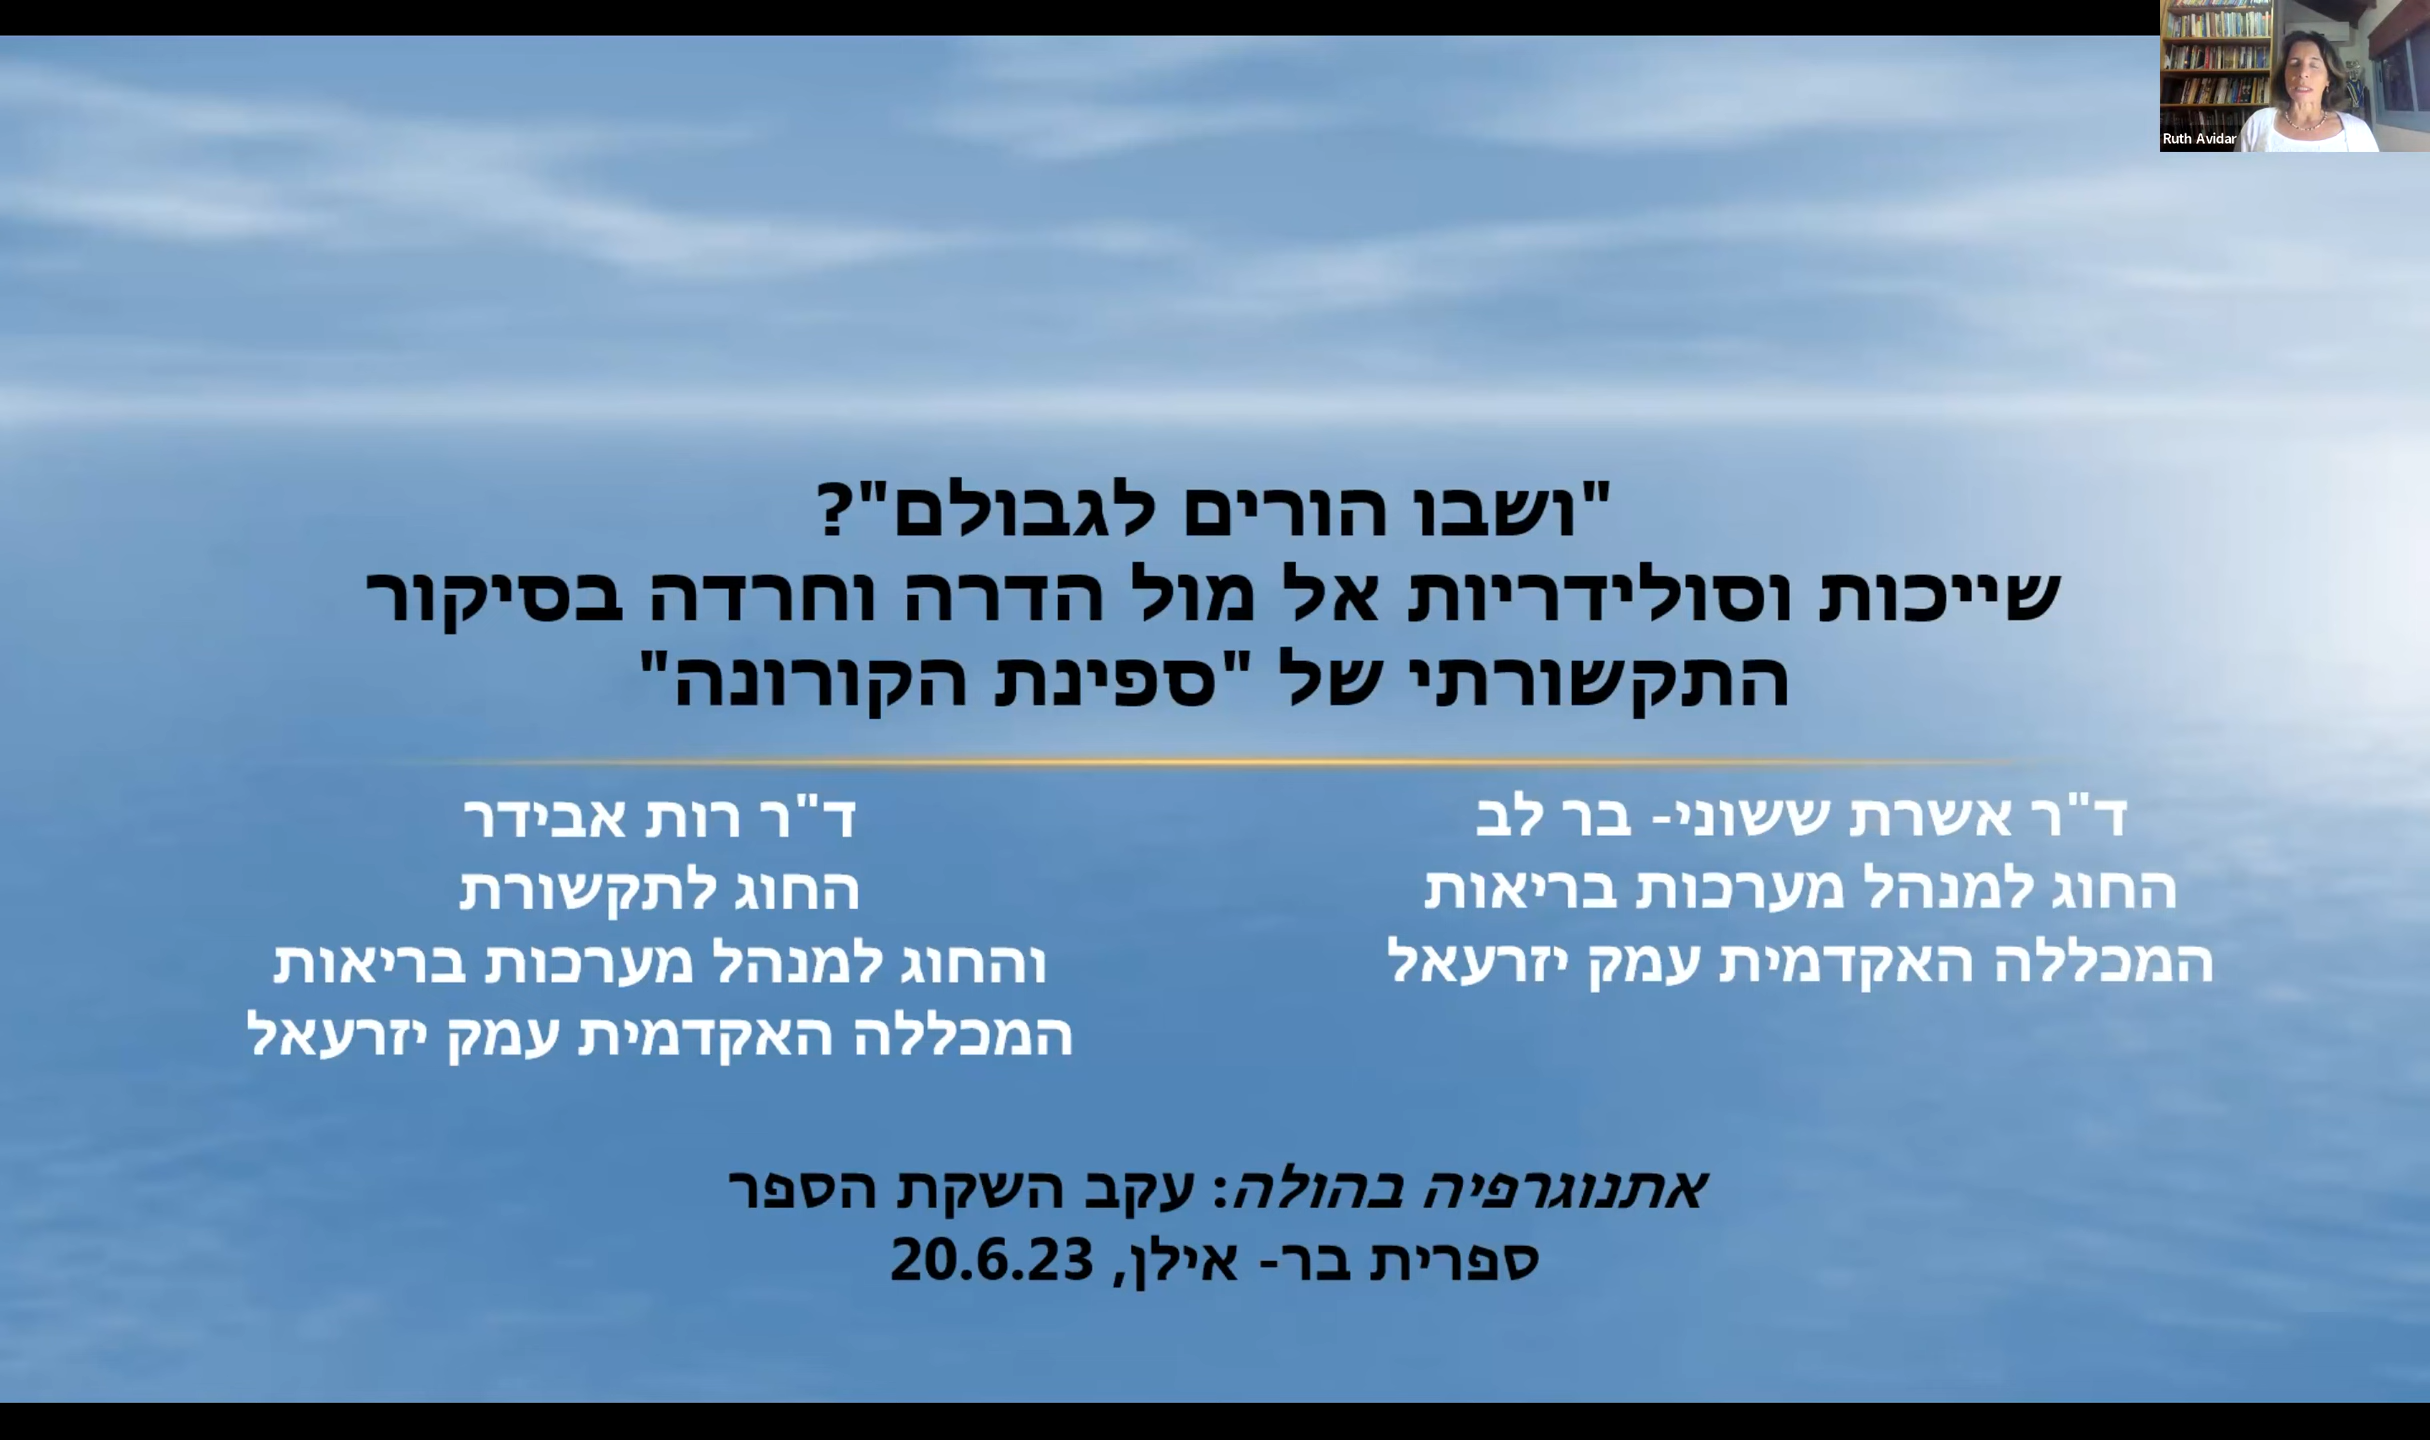 Ruth Avidar
"ושבו הורים לגבולם"?
שייכות וסולידריות אל מול הדרה וחרדה בסיקור
התקשורתי של "ספינת הקורונה"
ד"ר אשרת ששוני- בר לב
החוג למנהל מערכות בריאות
המכללה האקדמית עמק יזרעאל
ד"ר רות אבידר
החוג לתקשורת
והחוג למנהל מערכות בריאות
המכללה האקדמית עמק יזרעאל
אתנוגרפיה בהולה: עקב השקת הספר
ספרית בר- אילן, 20.6.23